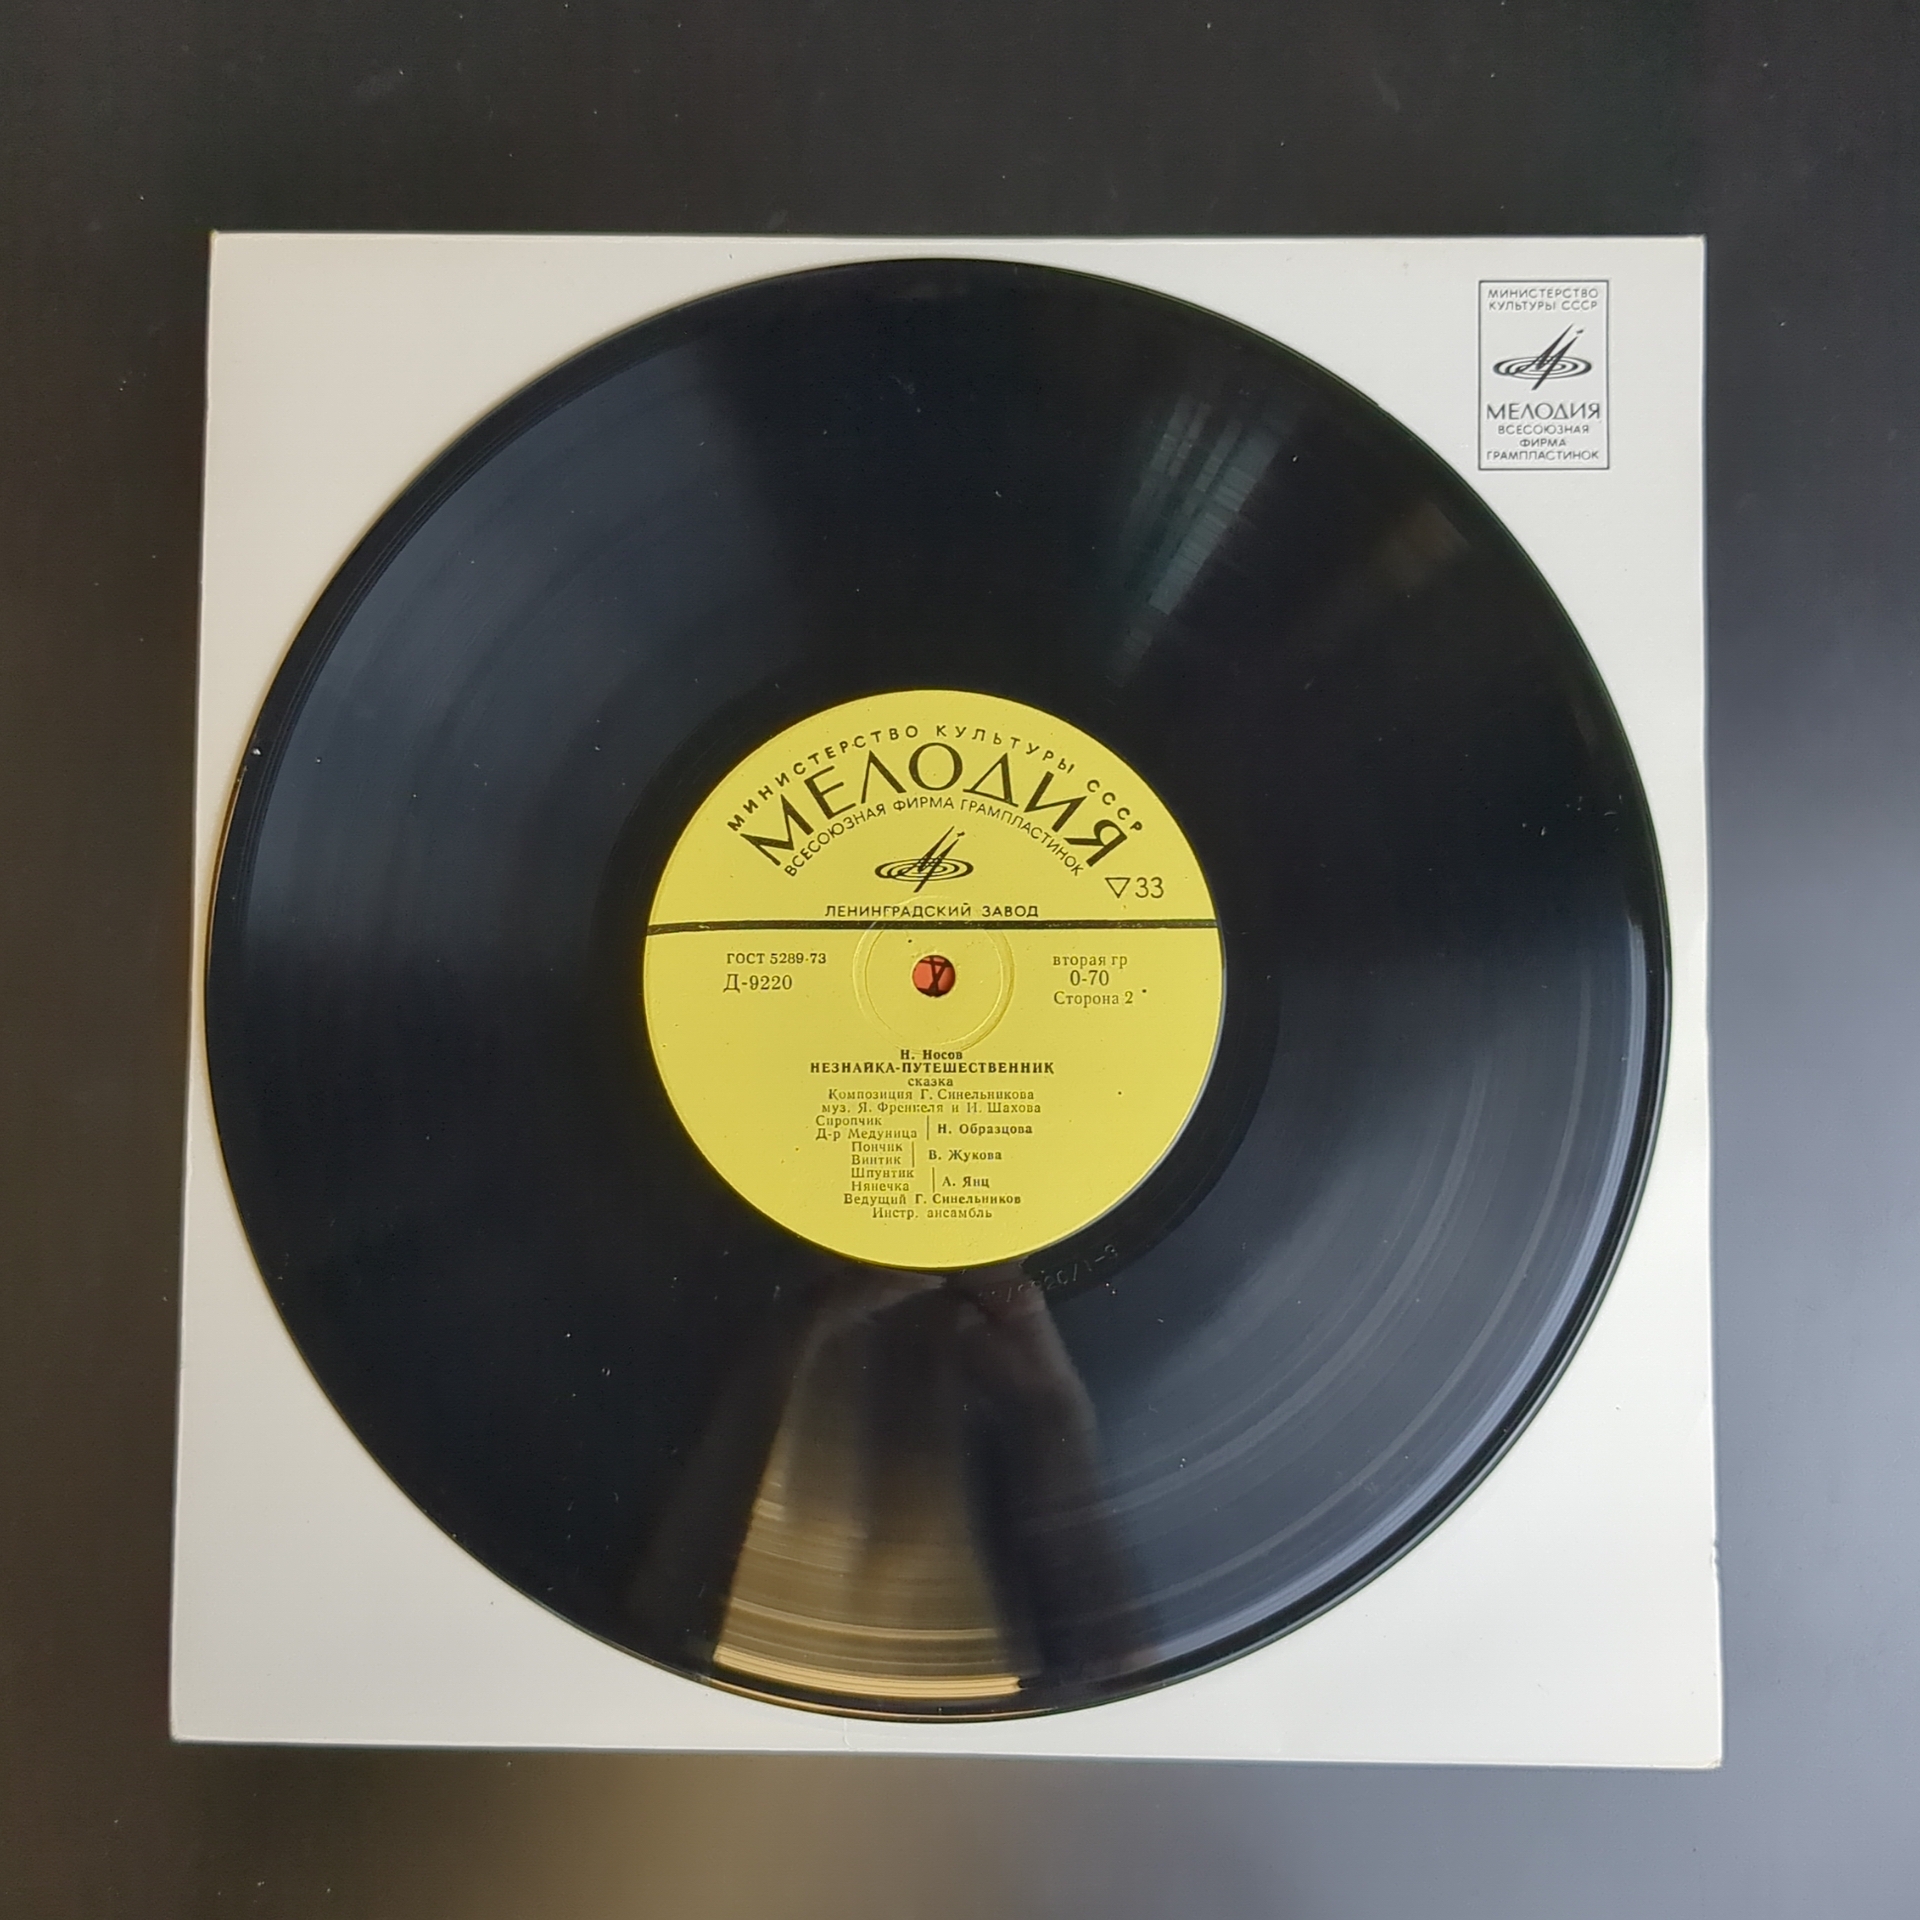 МИНИСТЕРСТВО
КУЛЬТУРЫ СССР
МЕЛОДИЯ
ВСЕСОЮЗНАЯ
ФИРМА
ГРАМПЛАСТИНОК
МИНИСТЕРСТВО КУЛЬТУРЫ СССР
МЕЛОДИЯ
ВСЕСОЮЗНАЯ ФИРМА ГРАМПЛАСТИНОК
▽33
ЛЕНИНГРАДСКИЙ ЗАВОД
ГОСТ 5289-73
Д-9220
вторая гр
0-70
Сторона 2
Н. Носов
НЕЗНАЙКА-ПУТЕШЕСТВЕННИК
сказка
Композиция Г. Синельникова
муз. Я. Френкеля и И. Шахова
Сиропчик
Д-р Медуница
Н. Образцова
Пончик
Винтик
В. Жукова
Шпунтик
Нянечка
А. Янц
Ведущий Г. Синельников
Инстр. ансамбль